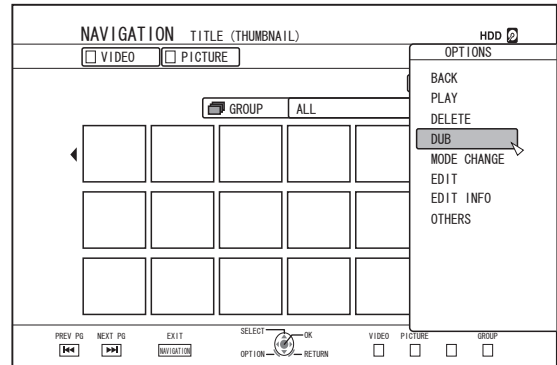 NAVIGATION TITLE (THUMBNAIL) HDD
VIDEO PICTURE
GROUP ALL
OPTIONS
BACK
PLAY
DELETE
DUB
MODE CHANGE
EDIT
EDIT INFO
OTHERS
PREV PG NEXT PG EXIT SELECT OK VIDEO PICTURE GROUP
NAVIGATION OPTION RETURN